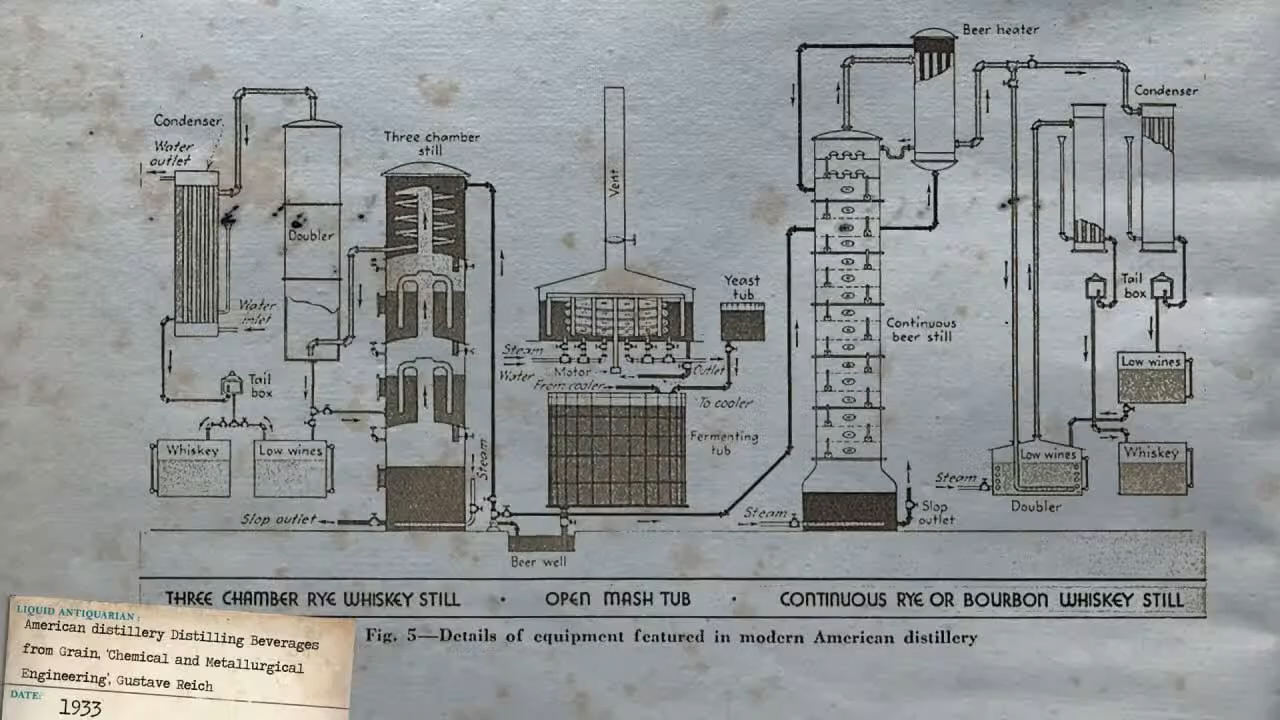 Beer heater
Condenser
Water
outlet
Three chamber
still
Vent
Condenser
Doubler
Yeast
tub
Tail
box
Water
inlet
Continuous
beer still
Steam
Motor
Outlet
Water
From cooler
To cooler
Low wines
Tail
box
Fermenting
tub
Whiskey
Low wines
Steam
Low wines
Whiskey
Steam
Doubler
Slop outlet
Steam
Slop
outlet
Beer well
THREE CHAMBER RYE WHISKEY STILL · OPEN MASH TUB · CONTINUOUS RYE OR BOURBON WHISKEY STILL
Fig. 5—Details of equipment featured in modern American distillery
LIQUID ANTIQUARIAN :
American distillery Distilling Beverages
from Grain, 'Chemical and Metallurgical
Engineering', Gustave Reich
DATE:
1933